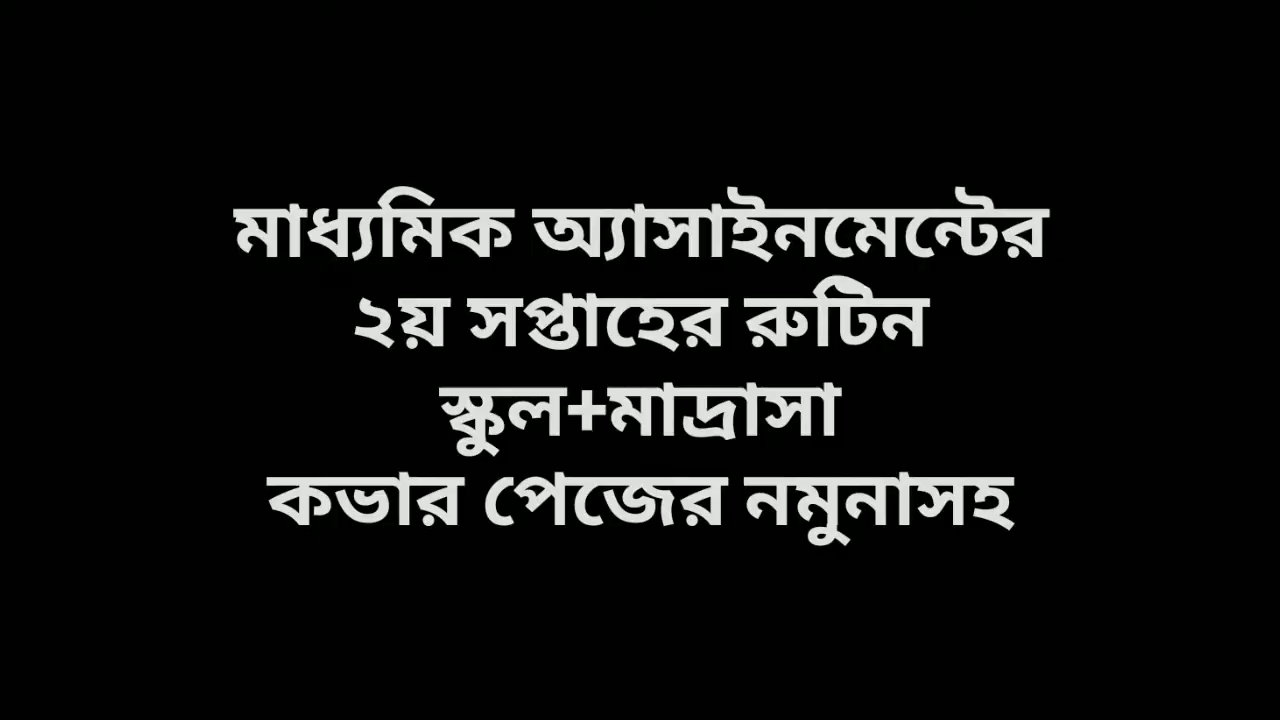 মাধ্যমিক অ্যাসাইনমেন্টের
২য় সপ্তাহের রুটিন
স্কুল+মাদ্রাসা
কভার পেজের নমুনাসহ